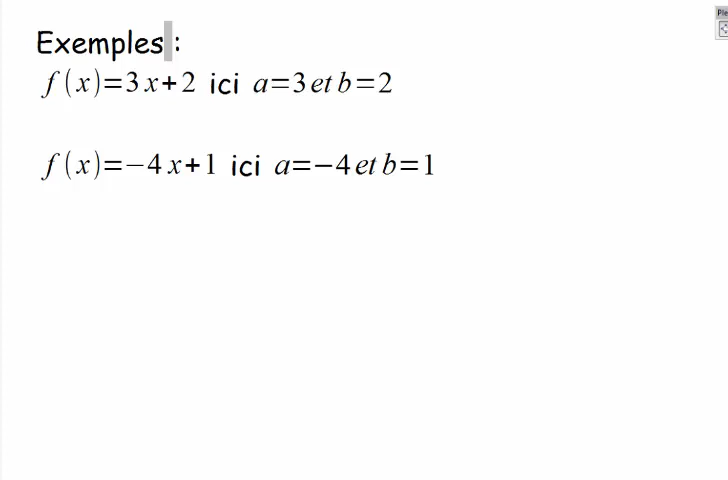 Exemples :
f(x)=3x+2 ici a=3 et b=2
f(x)=−4x+1 ici a=−4 et b=1